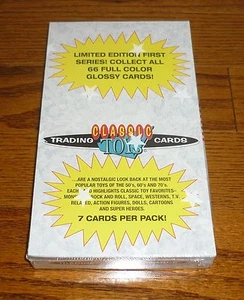 LIMITED EDITION FIRST
SERIES! COLLECT ALL
66 FULL COLOR
GLOSSY CARDS!
CLASSIC
TRADING TOYS CARDS
...ARE A NOSTALGIC LOOK BACK AT THE MOST
POPULAR TOYS OF THE 50's, 60's AND 70's.
EACH HIGHLIGHTS CLASSIC TOY FAVORITES-
ROCK AND ROLL, SPACE, WESTERNS, T.V.
RELATED, ACTION FIGURES, DOLLS, CARTOONS
AND SUPER HEROES.
7 CARDS PER PACK!